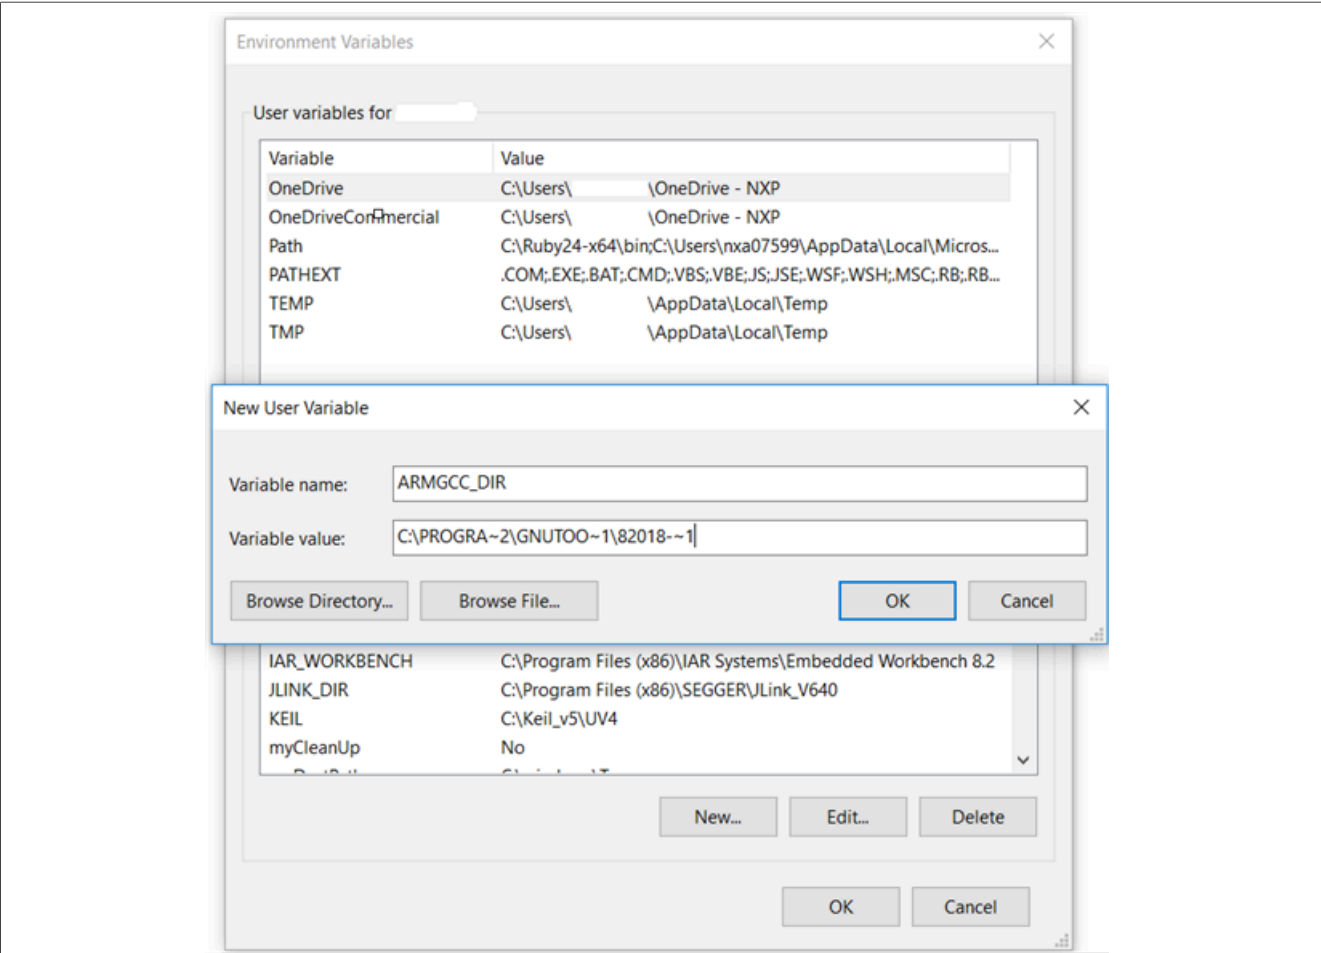 Environment Variables
User variables for
Variable Value
OneDrive C:\Users\ \OneDrive - NXP
OneDriveCommercial C:\Users\ \OneDrive - NXP
Path C:\Ruby24-x64\bin;C:\Users\nxa07599\AppData\Local\Micros...
PATHEXT .COM;.EXE;.BAT;.CMD;.VBS;.VBE;.JS;.JSE;.WSF;.WSH;.MSC;.RB;.RB...
TEMP C:\Users\ \AppData\Local\Temp
TMP C:\Users\ \AppData\Local\Temp
New User Variable
Variable name: ARMGCC_DIR
Variable value: C:\PROGRA~2\GNUTOO~1\82018-~1
Browse Directory... Browse File... OK Cancel
IAR_WORKBENCH C:\Program Files (x86)\IAR Systems\Embedded Workbench 8.2
JLINK_DIR C:\Program Files (x86)\SEGGER\JLink_V640
KEIL C:\Keil_v5\UV4
myCleanUp No
New... Edit... Delete
OK Cancel